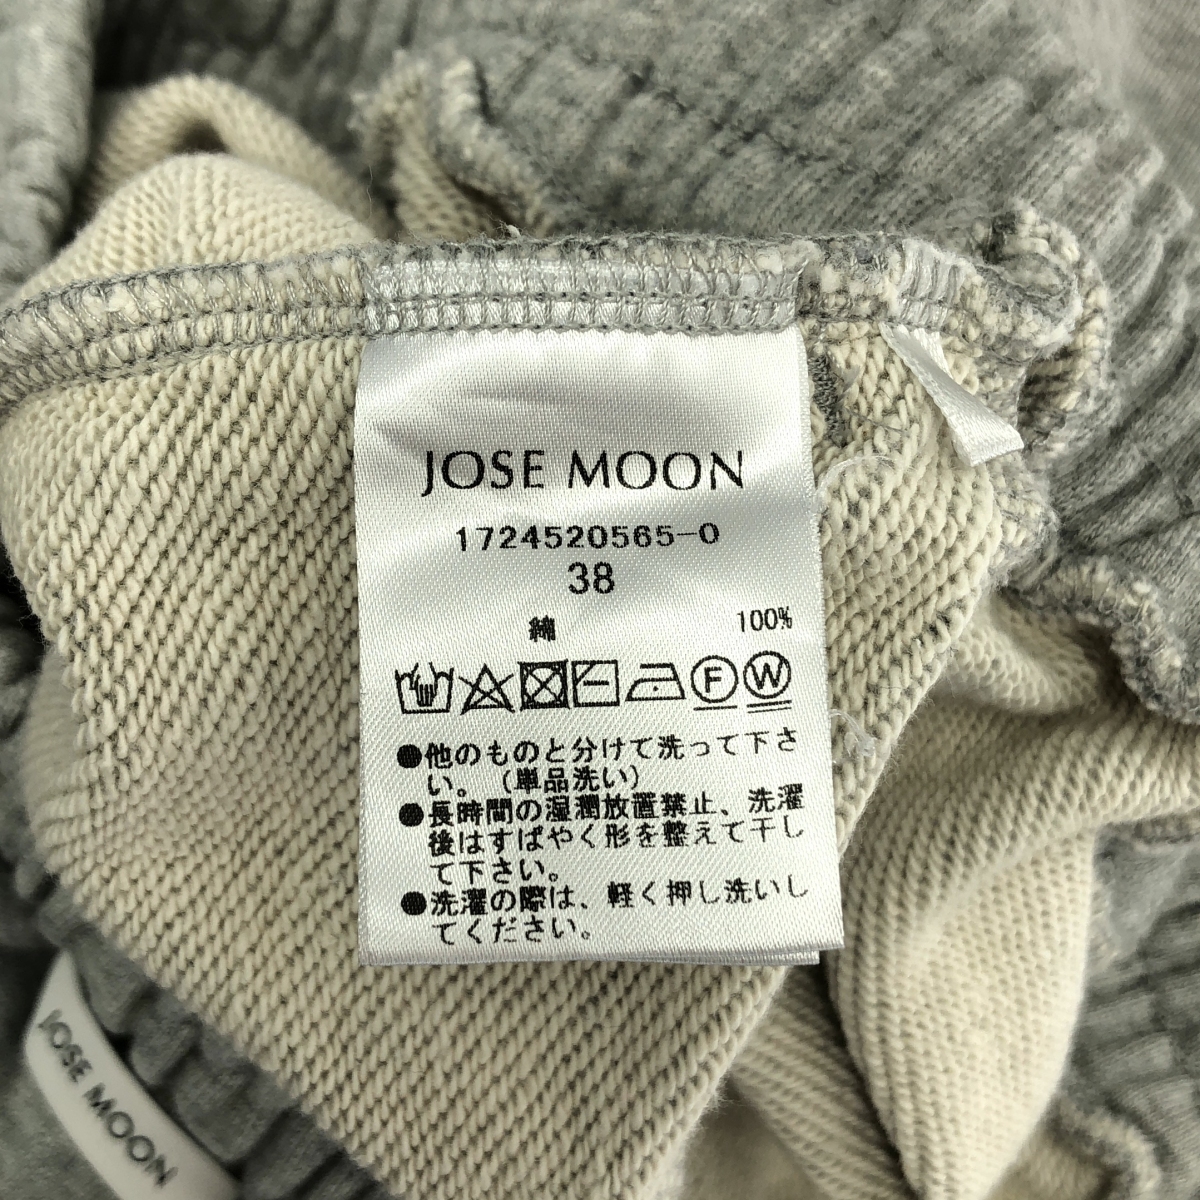 JOSE MOON
1724520565-0
38
綿 100%
F W
●他のものと分けて洗って下さ
い。(単品洗い)
●長時間の湿潤放置禁止、洗濯
後はすばやく形を整えて干し
て下さい。
●洗濯の際は、軽く押し洗いし
てください。
JOSE MOON